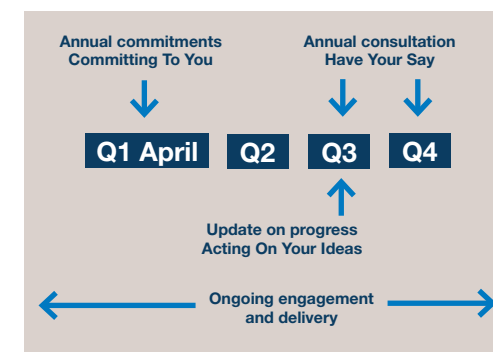 Annual commitments
Committing To You
Annual consultation
Have Your Say
Q1 April
Q2
Q3
Q4
Update on progress
Acting On Your Ideas
Ongoing engagement
and delivery